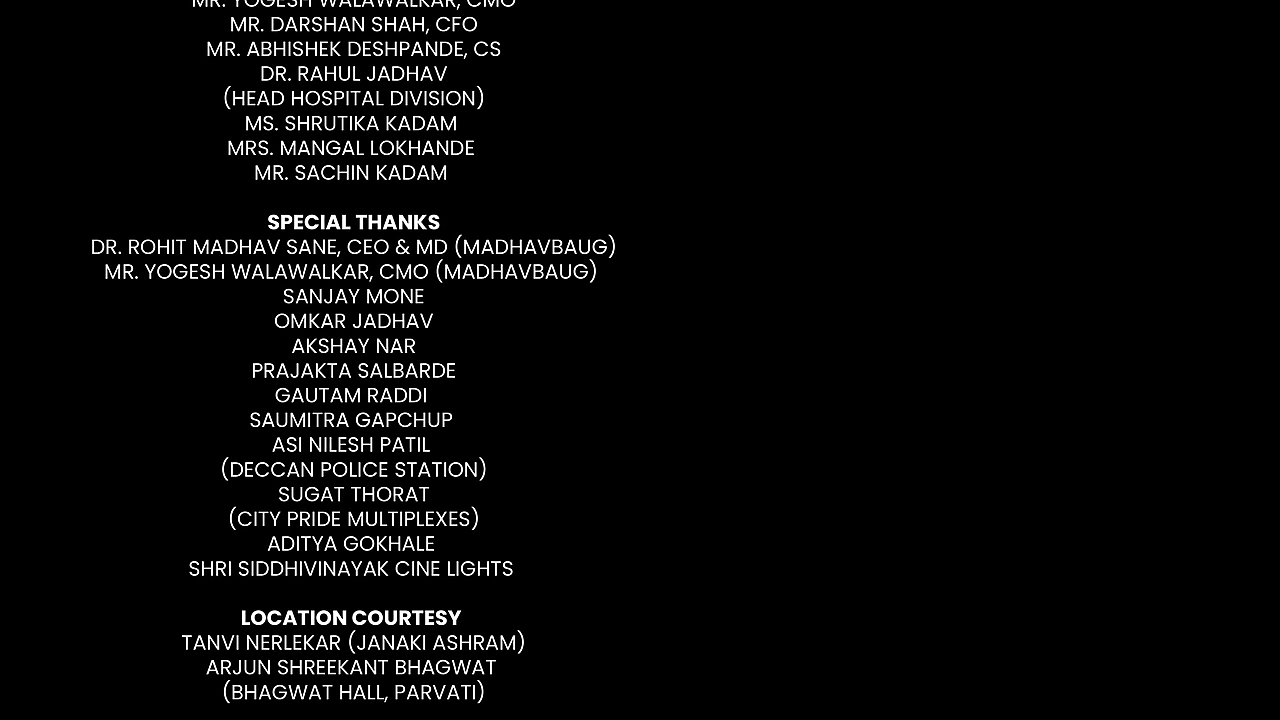 MR. YOGESH WALAWALKAR, CMO
MR. DARSHAN SHAH, CFO
MR. ABHISHEK DESHPANDE, CS
DR. RAHUL JADHAV
(HEAD HOSPITAL DIVISION)
MS. SHRUTIKA KADAM
MRS. MANGAL LOKHANDE
MR. SACHIN KADAM
SPECIAL THANKS
DR. ROHIT MADHAV SANE, CEO & MD (MADHAVBAUG)
MR. YOGESH WALAWALKAR, CMO (MADHAVBAUG)
SANJAY MONE
OMKAR JADHAV
AKSHAY NAR
PRAJAKTA SALBARDE
GAUTAM RADDI
SAUMITRA GAPCHUP
ASI NILESH PATIL
(DECCAN POLICE STATION)
SUGAT THORAT
(CITY PRIDE MULTIPLEXES)
ADITYA GOKHALE
SHRI SIDDHIVINAYAK CINE LIGHTS
LOCATION COURTESY
TANVI NERLEKAR (JANAKI ASHRAM)
ARJUN SHREEKANT BHAGWAT
(BHAGWAT HALL, PARVATI)